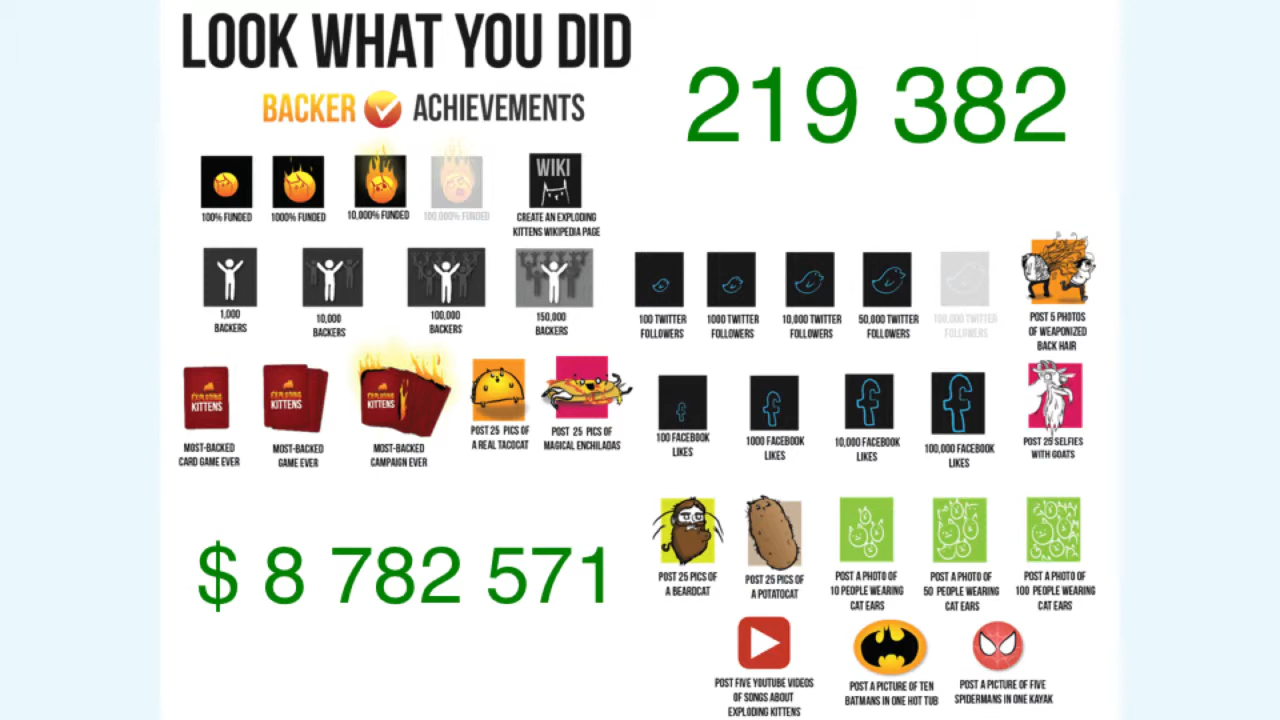 LOOK WHAT YOU DID
BACKER ACHIEVEMENTS
219 382
100% FUNDED
1000% FUNDED
10,000% FUNDED
100,000% FUNDED
WIKI
CREATE AN EXPLODING
KITTENS WIKIPEDIA PAGE
1,000
BACKERS
10,000
BACKERS
100,000
BACKERS
150,000
BACKERS
100 TWITTER
FOLLOWERS
1000 TWITTER
FOLLOWERS
10,000 TWITTER
FOLLOWERS
50,000 TWITTER
FOLLOWERS
100,000 TWITTER
FOLLOWERS
POST 5 PHOTOS
OF WEAPONIZED
BACK HAIR
EXPLODING
KITTENS
MOST-BACKED
CARD GAME EVER
EXPLODING
KITTENS
MOST-BACKED
GAME EVER
EXPLODING
KITTENS
MOST-BACKED
CAMPAIGN EVER
POST 25 PICS OF
A REAL TACOCAT
POST 25 PICS OF
MAGICAL ENCHILADAS
100 FACEBOOK
LIKES
1000 FACEBOOK
LIKES
10,000 FACEBOOK
LIKES
100,000 FACEBOOK
LIKES
POST 25 SELFIES
WITH GOATS
$ 8 782 571
POST 25 PICS OF
A BEARDCAT
POST 25 PICS OF
A POTATOCAT
POST A PHOTO OF
10 PEOPLE WEARING
CAT EARS
POST A PHOTO OF
50 PEOPLE WEARING
CAT EARS
POST A PHOTO OF
100 PEOPLE WEARING
CAT EARS
POST FIVE YOUTUBE VIDEOS
OF SONGS ABOUT
EXPLODING KITTENS
POST A PICTURE OF TEN
BATMANS IN ONE HOT TUB
POST A PICTURE OF FIVE
SPIDERMANS IN ONE KAYAK